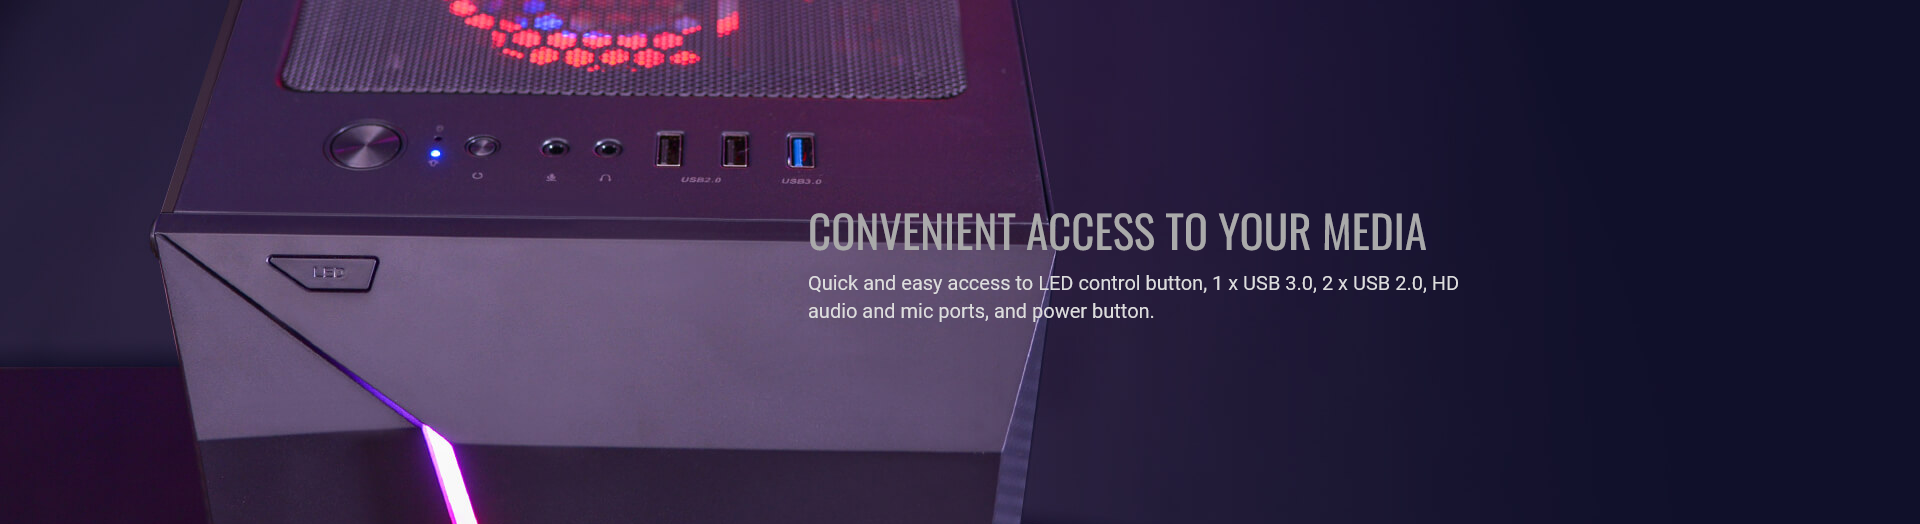 USB2.0
USB3.0
CONVENIENT ACCESS TO YOUR MEDIA
LED
Quick and easy access to LED control button, 1 x USB 3.0, 2 x USB 2.0, HD
audio and mic ports, and power button.